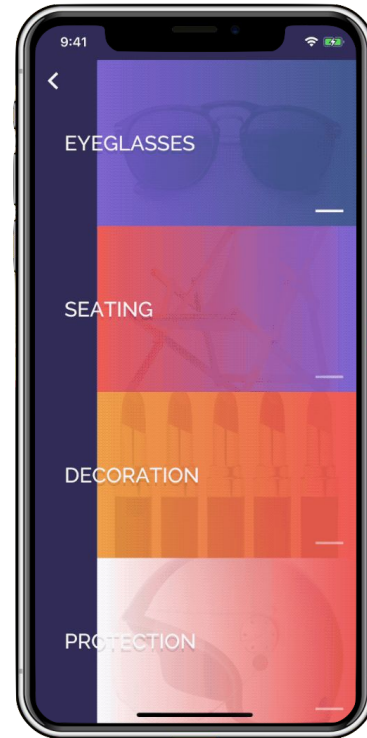 9:41
EYEGLASSES
SEATING
DECORATION
PROTECTION